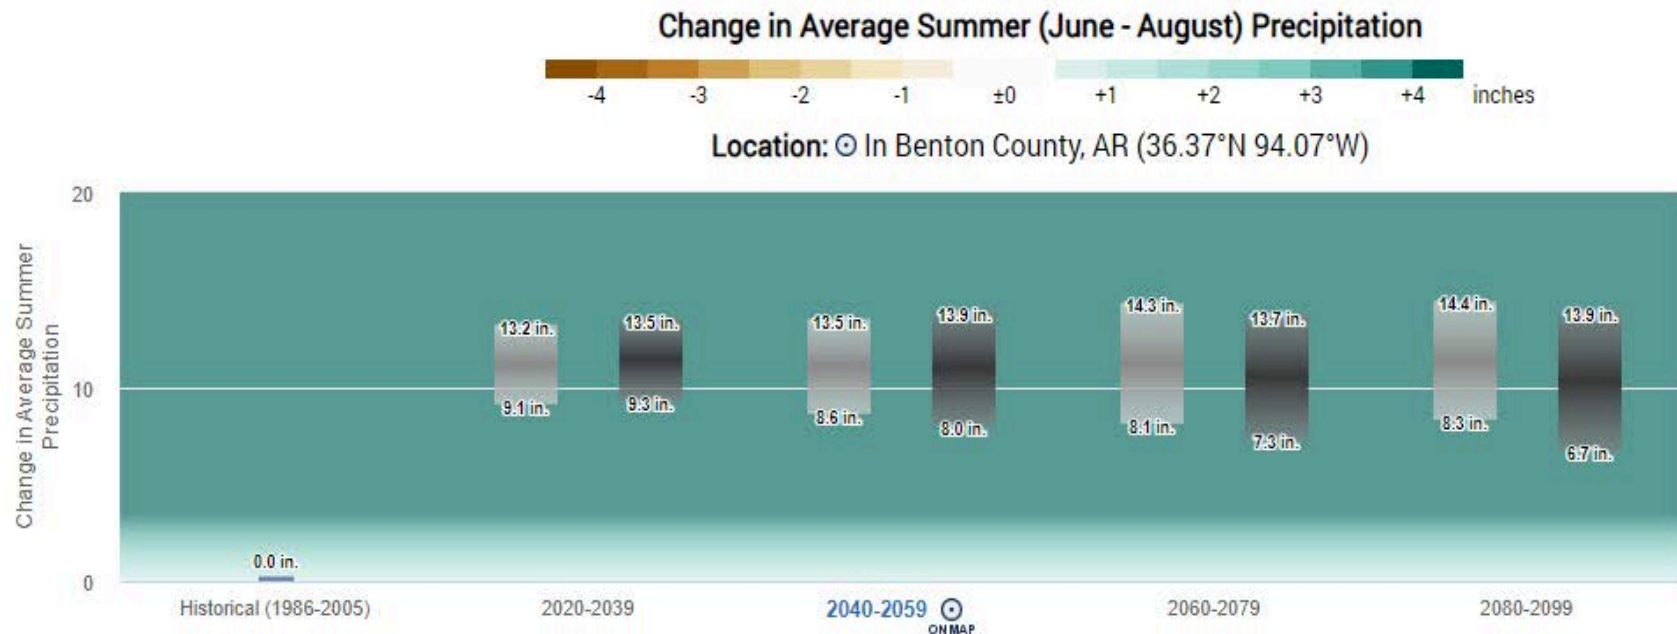 Change in Average Summer (June - August) Precipitation
-4 -3 -2 -1 ±0 +1 +2 +3 +4 inches
Location: In Benton County, AR (36.37°N 94.07°W)
Change in Average Summer
Precipitation
20
10
0
0.0 in.
13.2 in.
9.1 in.
13.5 in.
9.3 in.
13.5 in.
8.6 in.
13.9 in.
8.0 in.
14.3 in.
8.1 in.
13.7 in.
7.3 in.
14.4 in.
8.3 in.
13.9 in.
6.7 in.
Historical (1986-2005) 2020-2039 2040-2059 2060-2079 2080-2099
ON MAP